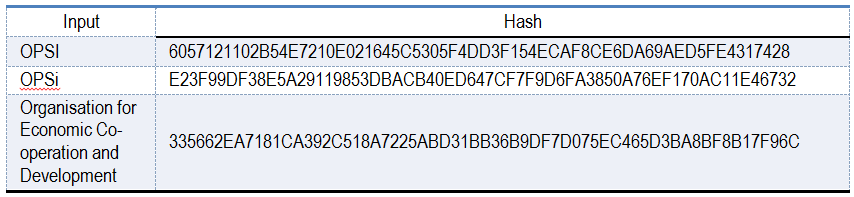 Input Hash
OPSI 6057121102B54E7210E021645C5305F4DD3F154ECAF8CE6DA69AED5FE4317428
OPSi E23F99DF38E5A29119853DBACB40ED647CF7F9D6FA3850A76EF170AC11E46732
Organisation for
Economic Co-
operation and
Development
335662EA7181CA392C518A7225ABD31BB36B9DF7D075EC465D3BA8BF8B17F96C